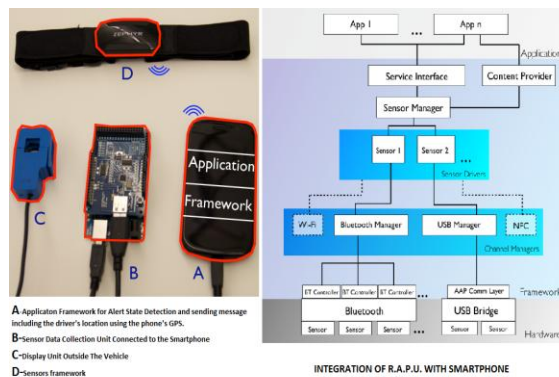 ZEPHYR
D
Application
Framework
C
B
A
A-Applicaton Framework for Alert State Detection and sending message
including the driver's location using the phone's GPS.
B-Sensor Data Collection Unit Connected to the Smartphone
C-Display Unit Outside The Vehicle
D-Sensors framework
App 1
...
App n
Application
Service Interface
Content Provider
Sensor Manager
Sensor 1
Sensor 2
...
Sensor Drivers
Wi-Fi
Bluetooth Manager
USB Manager
NFC
Channel Managers
BT Controller
BT Controller
BT Controller
...
AAP Comm Layer
Framework
Bluetooth
USB Bridge
Sensor
Sensor
Sensor
...
Sensor
Sensor
Hardware
INTEGRATION OF R.A.P.U. WITH SMARTPHONE